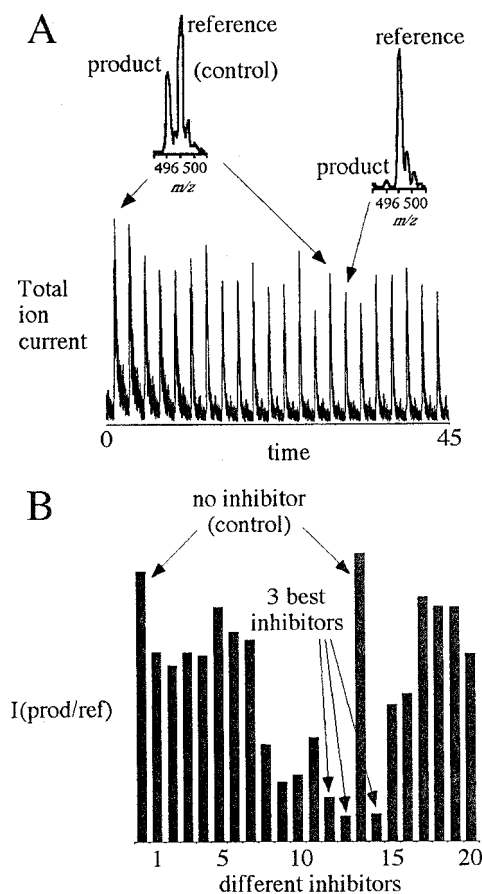 A
reference
product
(control)
496 500
m/z
reference
product
496 500
m/z
Total
ion
current
0
45
time
B
no inhibitor
(control)
3 best
inhibitors
I(prod/ref)
1
5
10
15
20
different inhibitors